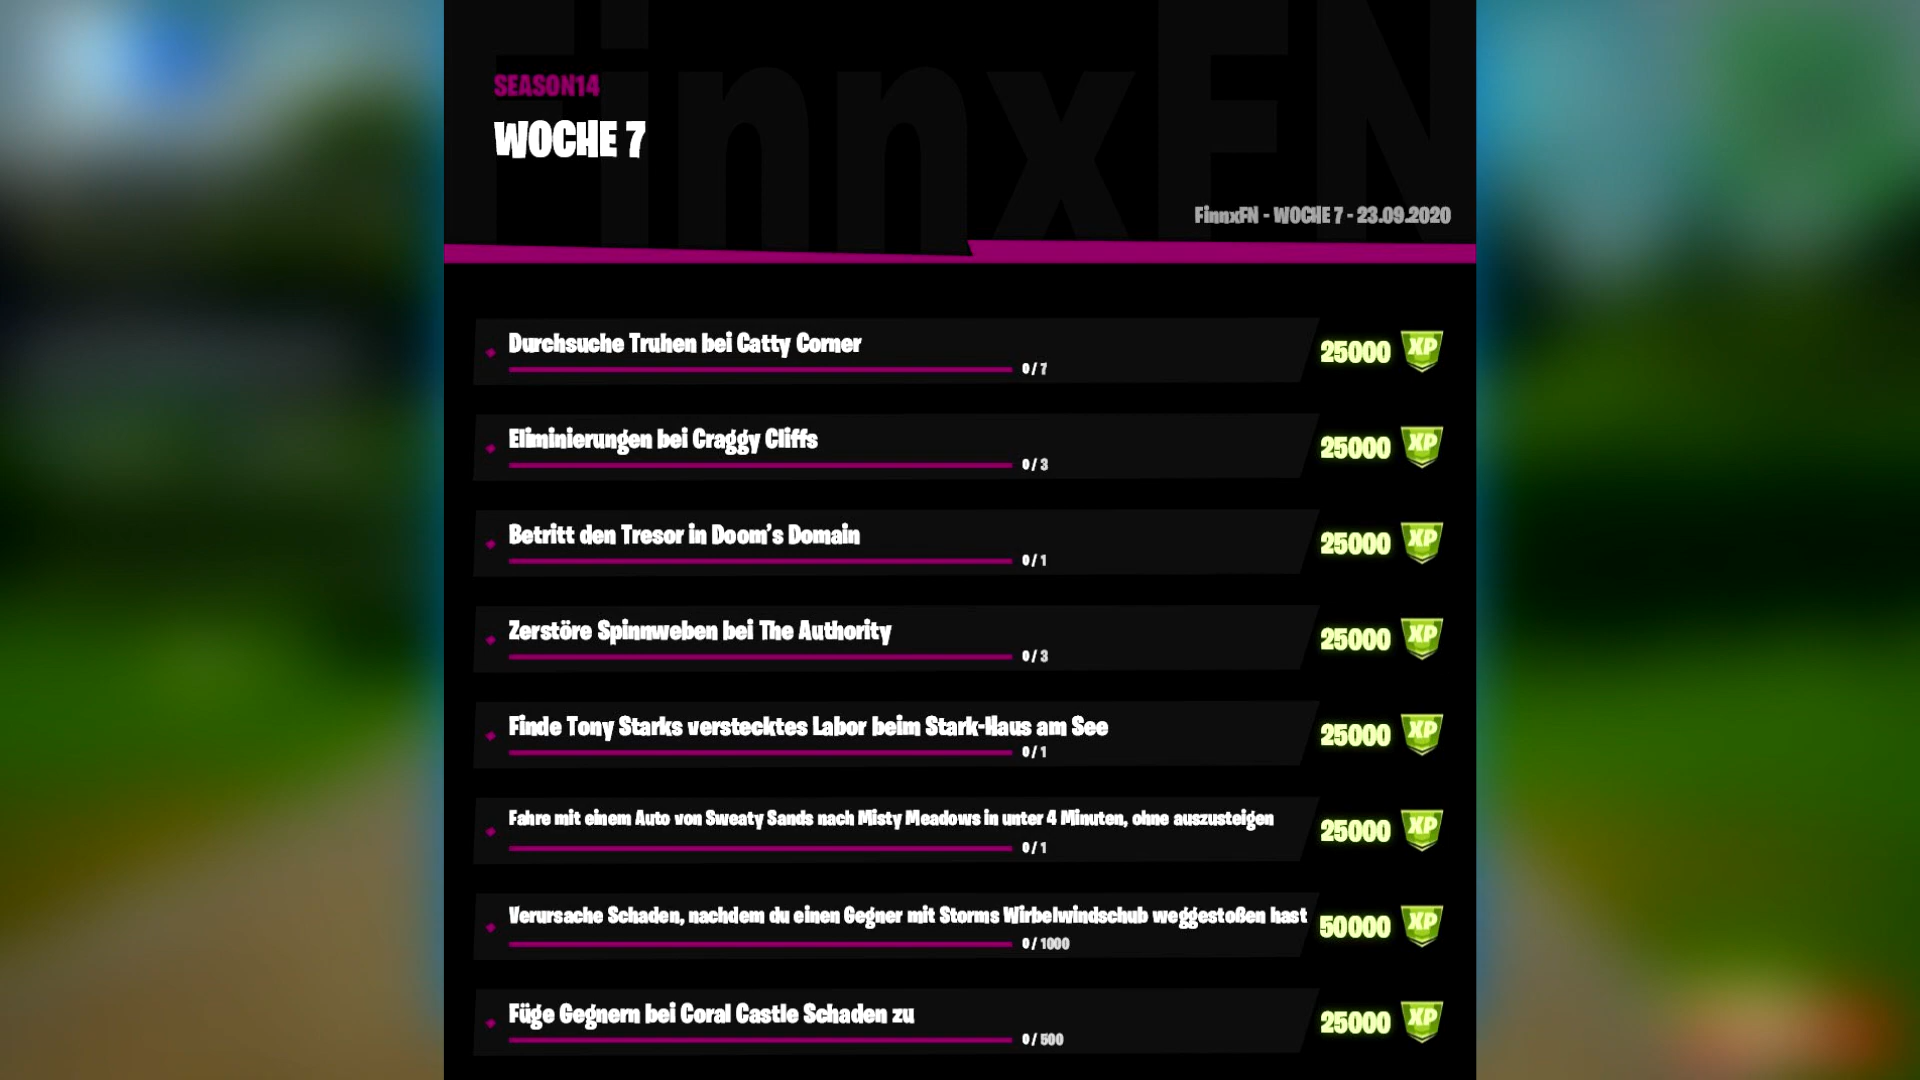 SEASON14
WOCHE 7
FinnxFN
FinnxFN - WOCHE 7 - 23.09.2020
Durchsuche Truhen bei Catty Corner
0 / 7
25000 XP
Eliminierungen bei Craggy Cliffs
0 / 3
25000 XP
Betritt den Tresor in Doom's Domain
0 / 1
25000 XP
Zerstöre Spinnweben bei The Authority
0 / 3
25000 XP
Finde Tony Starks verstecktes Labor beim Stark-Haus am See
0 / 1
25000 XP
Fahre mit einem Auto von Sweaty Sands nach Misty Meadows in unter 4 Minuten, ohne auszusteigen
0 / 1
25000 XP
Verursache Schaden, nachdem du einen Gegner mit Storms Wirbelwindschub weggestoßen hast
0 / 1000
50000 XP
Füge Gegnern bei Coral Castle Schaden zu
0 / 500
25000 XP